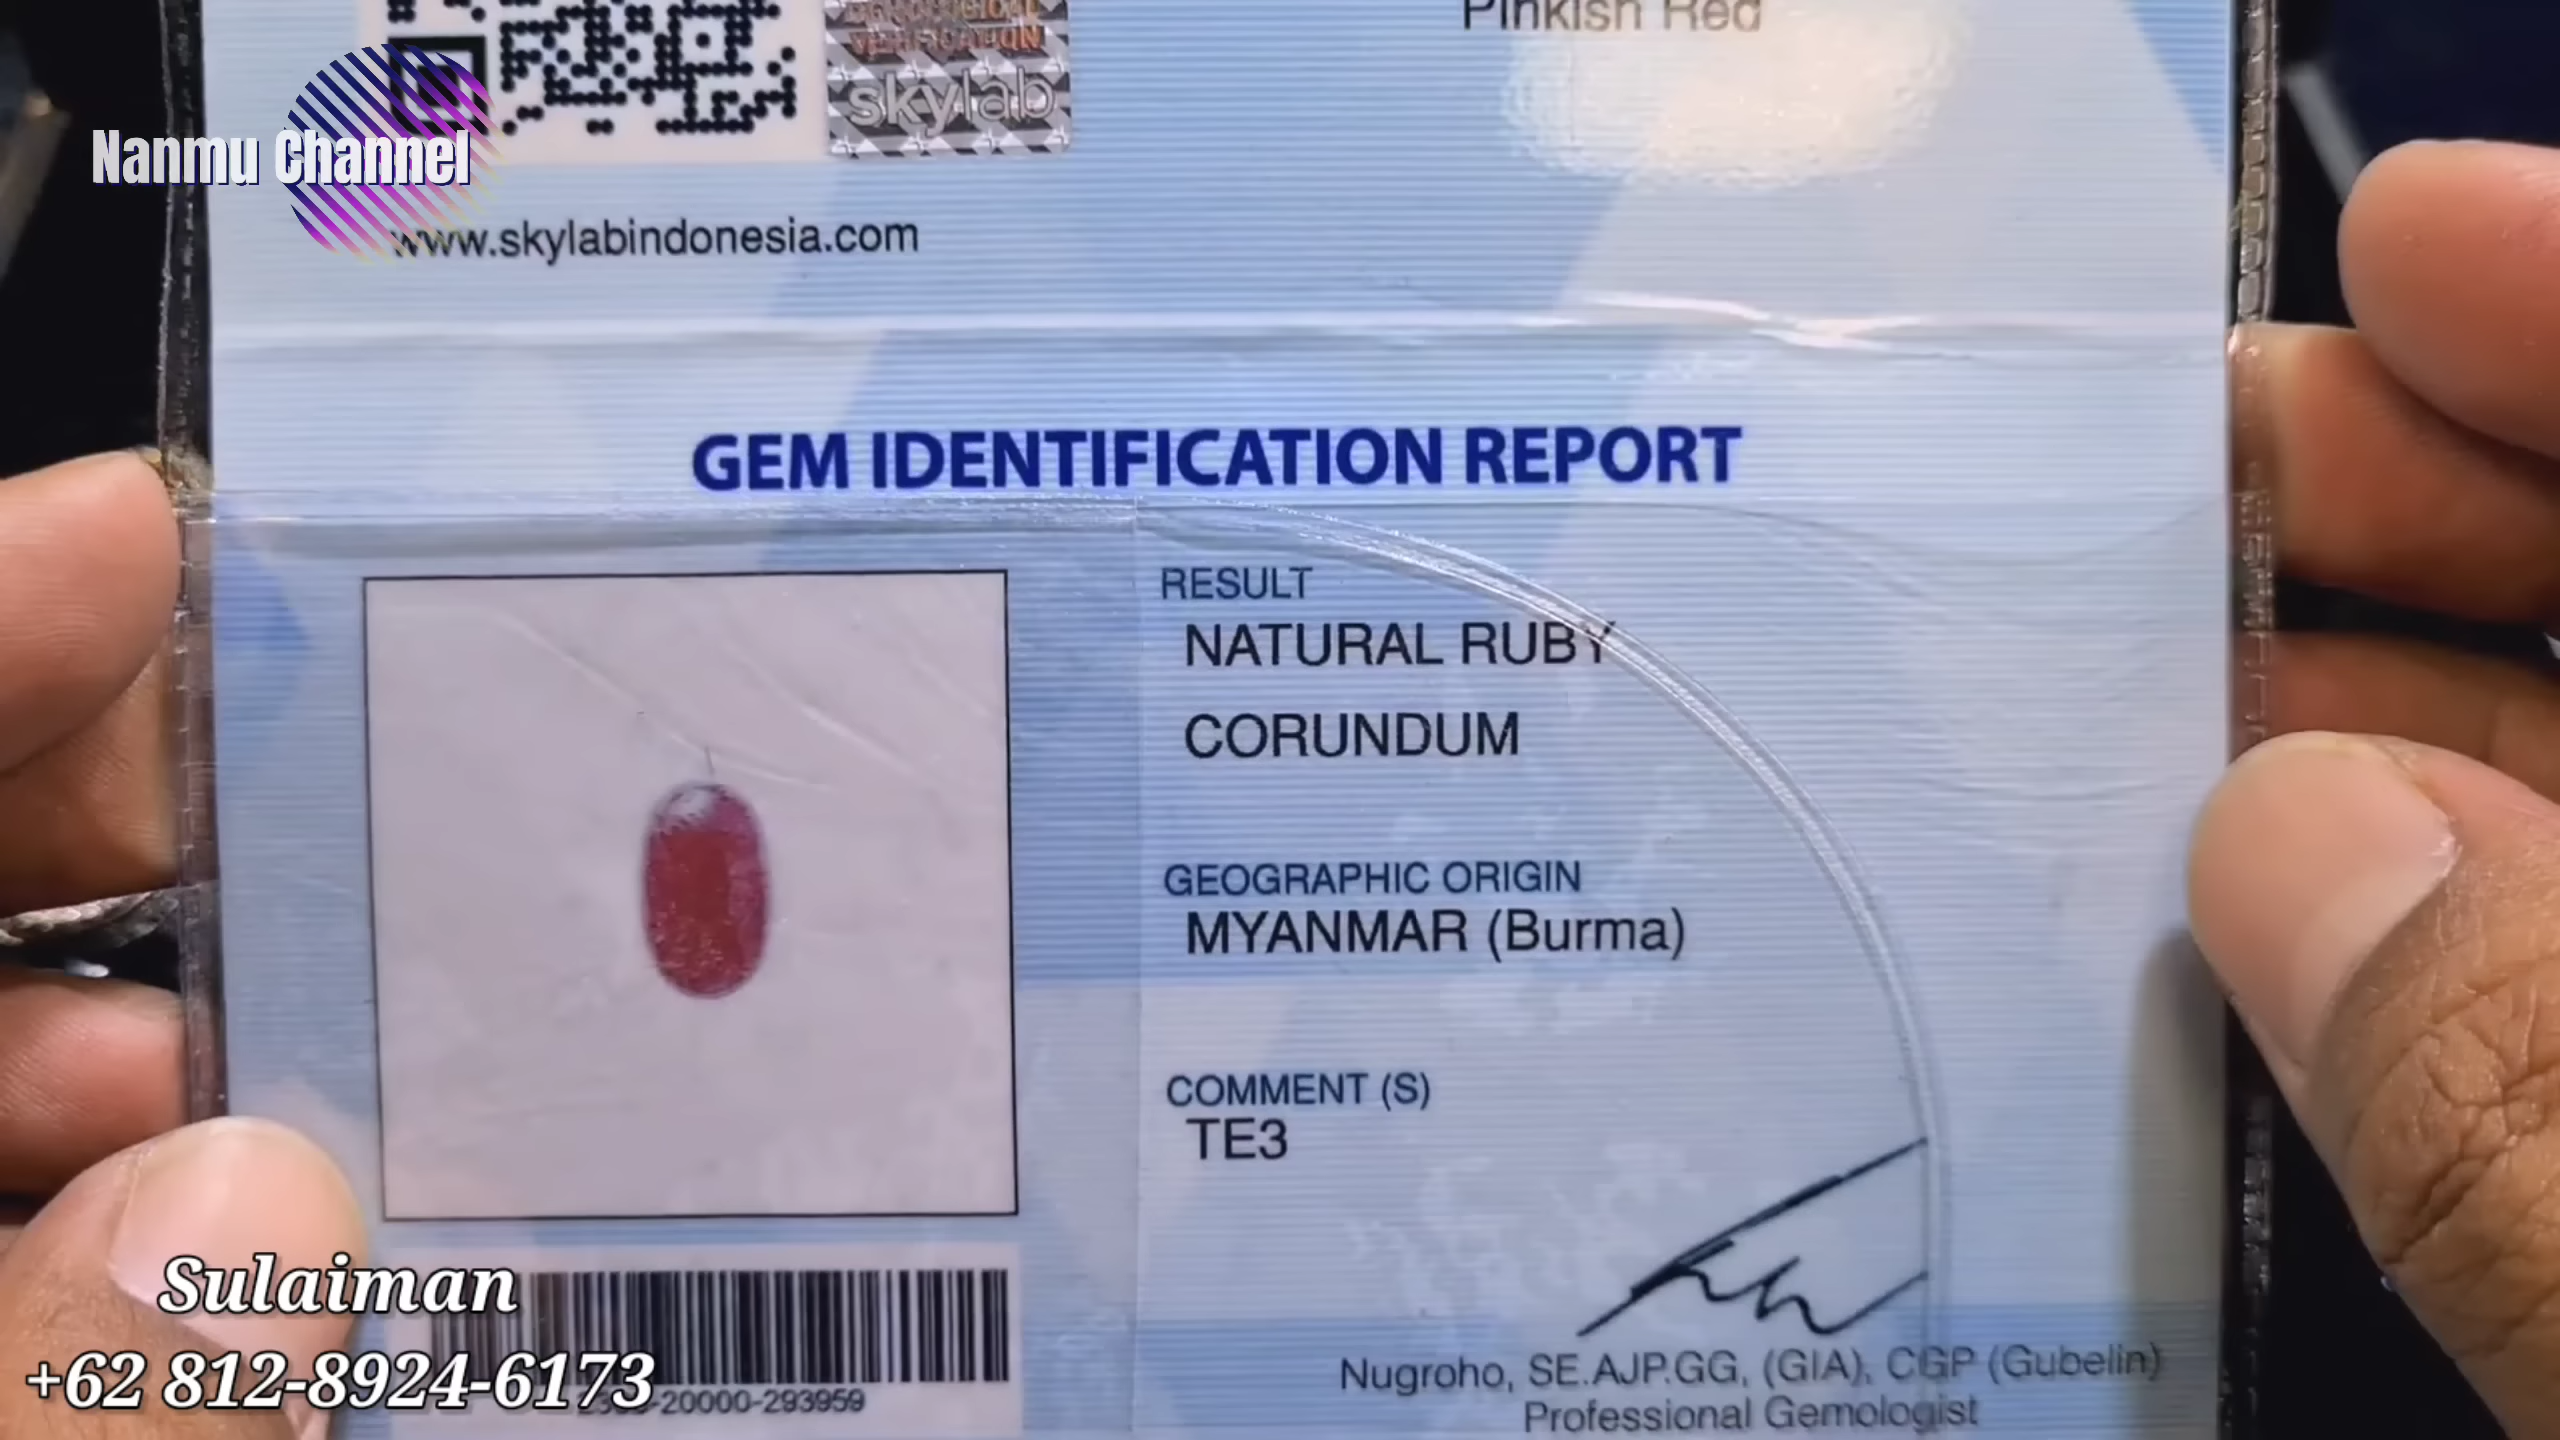 Pinkish Red
VERIFICATION
skylab
Nanmu Channel
www.skylabindonesia.com
GEM IDENTIFICATION REPORT
RESULT
NATURAL RUBY
CORUNDUM
GEOGRAPHIC ORIGIN
MYANMAR (Burma)
COMMENT (S)
TE3
Sulaiman
+62 812-8924-6173
-20000-293959
Nugroho, SE.AJP.GG, (GIA), CGP (Gubelin)
Professional Gemologist